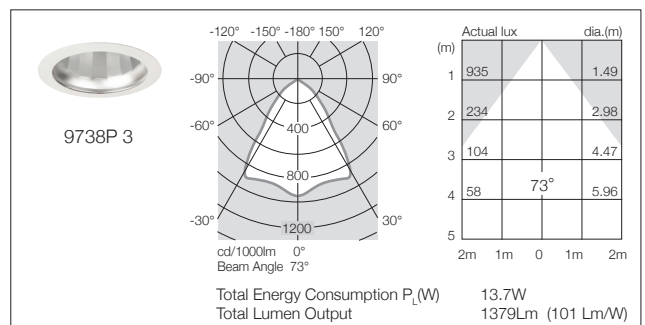 9738P 3
-120° -150° -180° 150° 120°
-90° 90°
-60° 60°
-30° 30°
400
800
1200
cd/1000lm 0°
Beam Angle 73°
Actual lux dia.(m)
(m)
1 935 1.49
2 234 2.98
3 104 4.47
4 58 5.96
73°
5
2m 1m 0 1m 2m
Total Energy Consumption PL(W) 13.7W
Total Lumen Output 1379Lm (101 Lm/W)